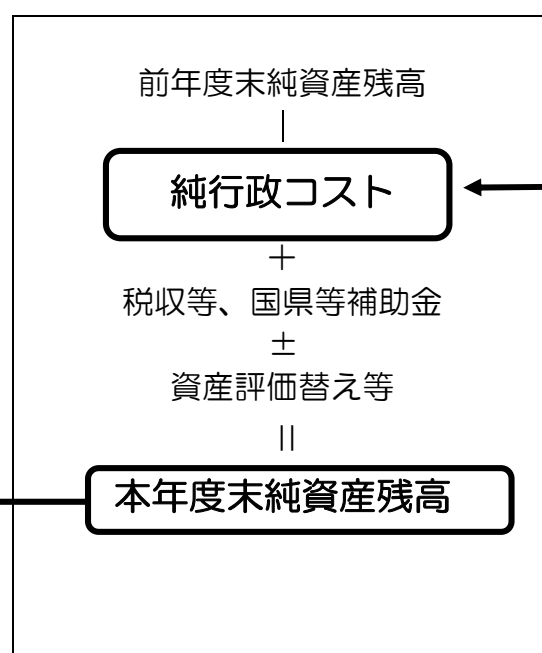 前年度末純資産残高
｜
純行政コスト
＋
税収等、国県等補助金
±
資産評価替え等
||
本年度末純資産残高